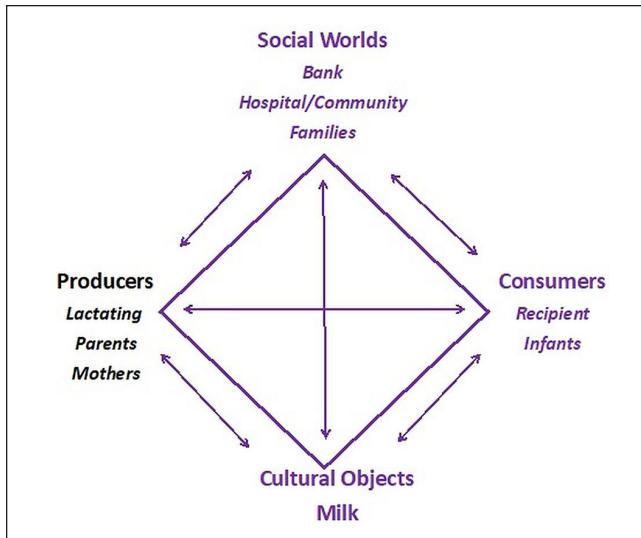 Social Worlds
Bank
Hospital/Community
Families
Producers
Lactating
Parents
Mothers
Consumers
Recipient
Infants
Cultural Objects
Milk